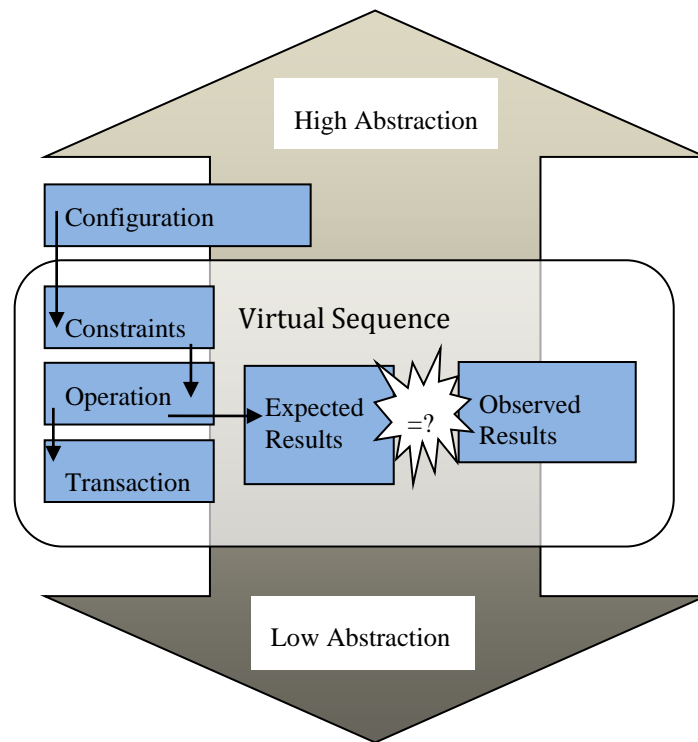 High Abstraction
Configuration
Constraints
Virtual Sequence
Operation
Expected
Results
=?
Observed
Results
Transaction
Low Abstraction